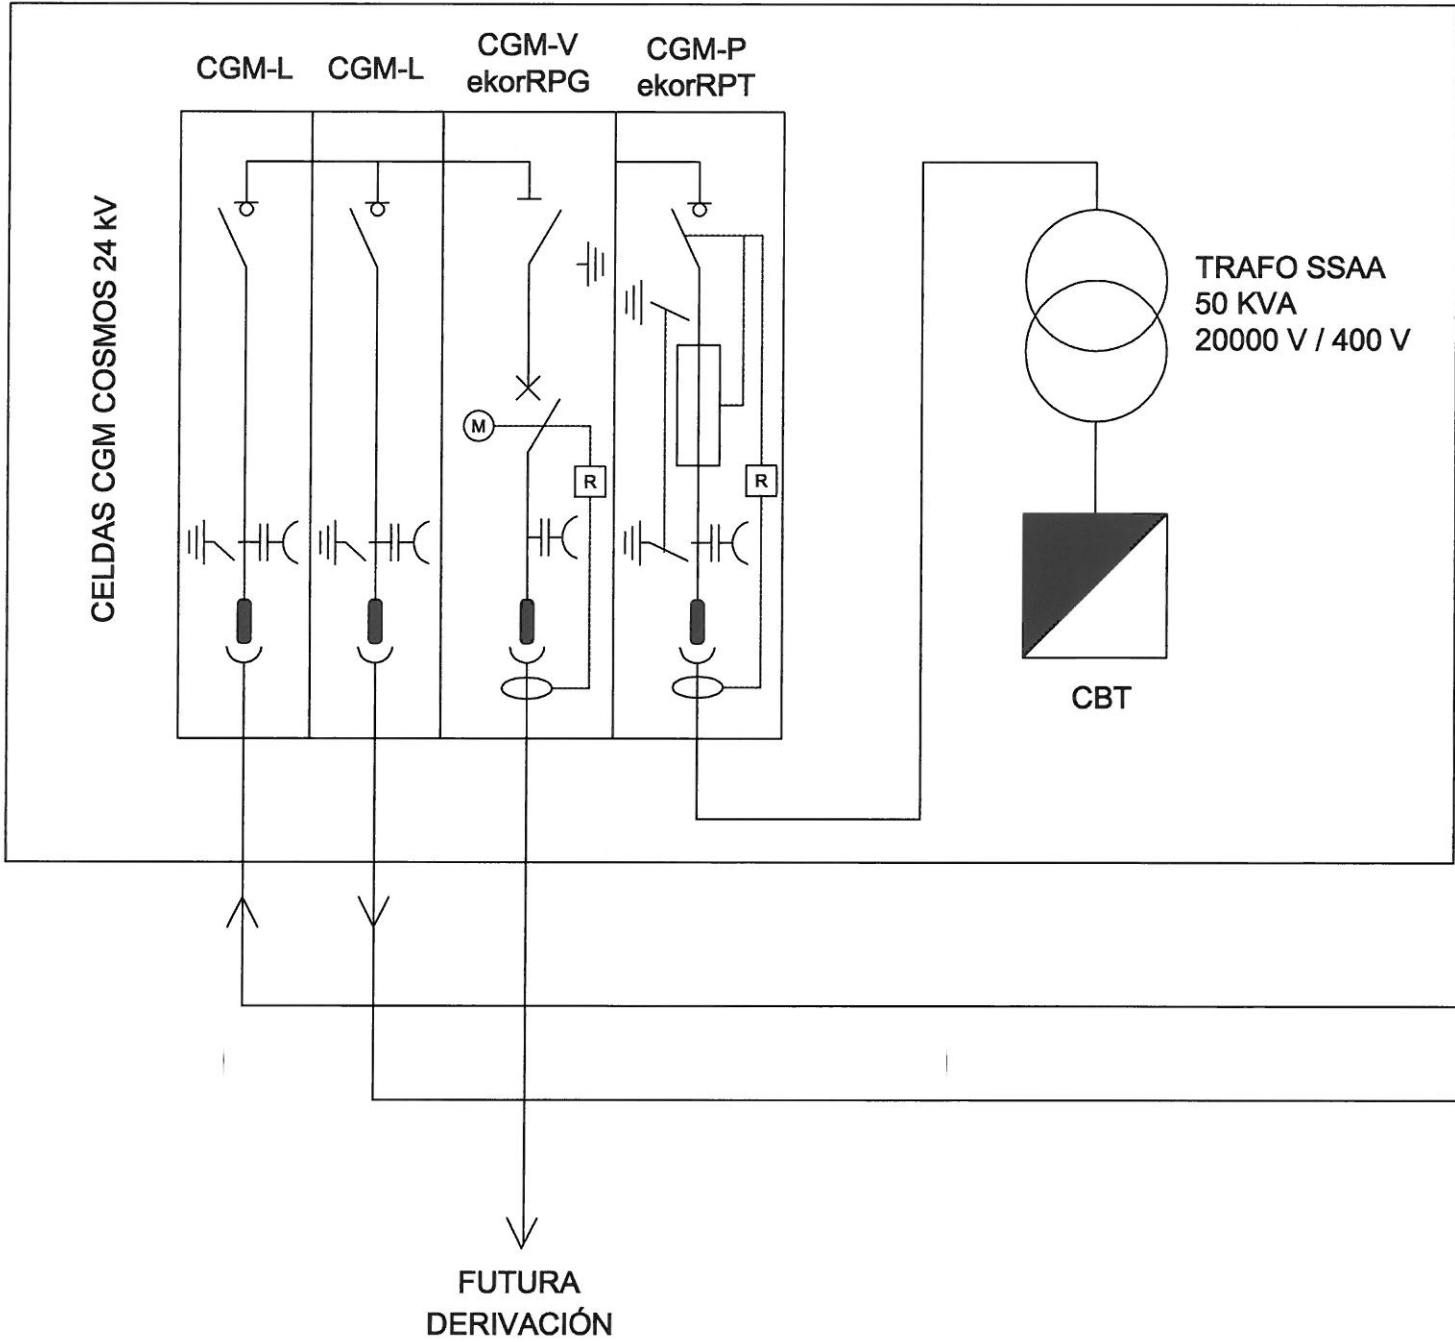 CGM-L
CGM-L
CGM-V
ekorRPG
CGM-P
ekorRPT
CELDAS CGM COSMOS 24 kV
M
R
R
TRAFO SSAA
50 KVA
20000 V / 400 V
CBT
FUTURA
DERIVACIÓN